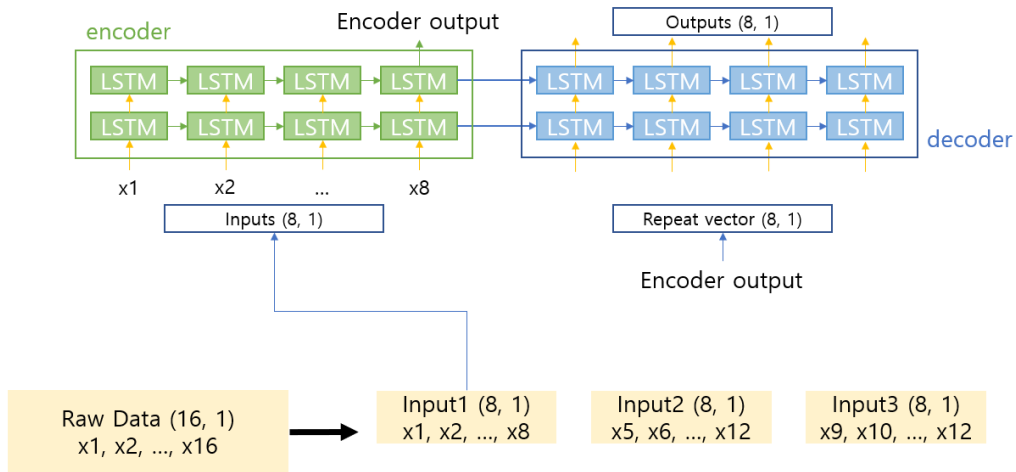 encoder
Encoder output
Outputs (8, 1)
LSTM LSTM LSTM LSTM
LSTM LSTM LSTM LSTM
LSTM LSTM LSTM LSTM
LSTM LSTM LSTM LSTM
decoder
x1 x2 ... x8
Inputs (8, 1)
Repeat vector (8, 1)
Encoder output
Raw Data (16, 1)
x1, x2, ..., x16
Input1 (8, 1)
x1, x2, ..., x8
Input2 (8, 1)
x5, x6, ..., x12
Input3 (8, 1)
x9, x10, ..., x12